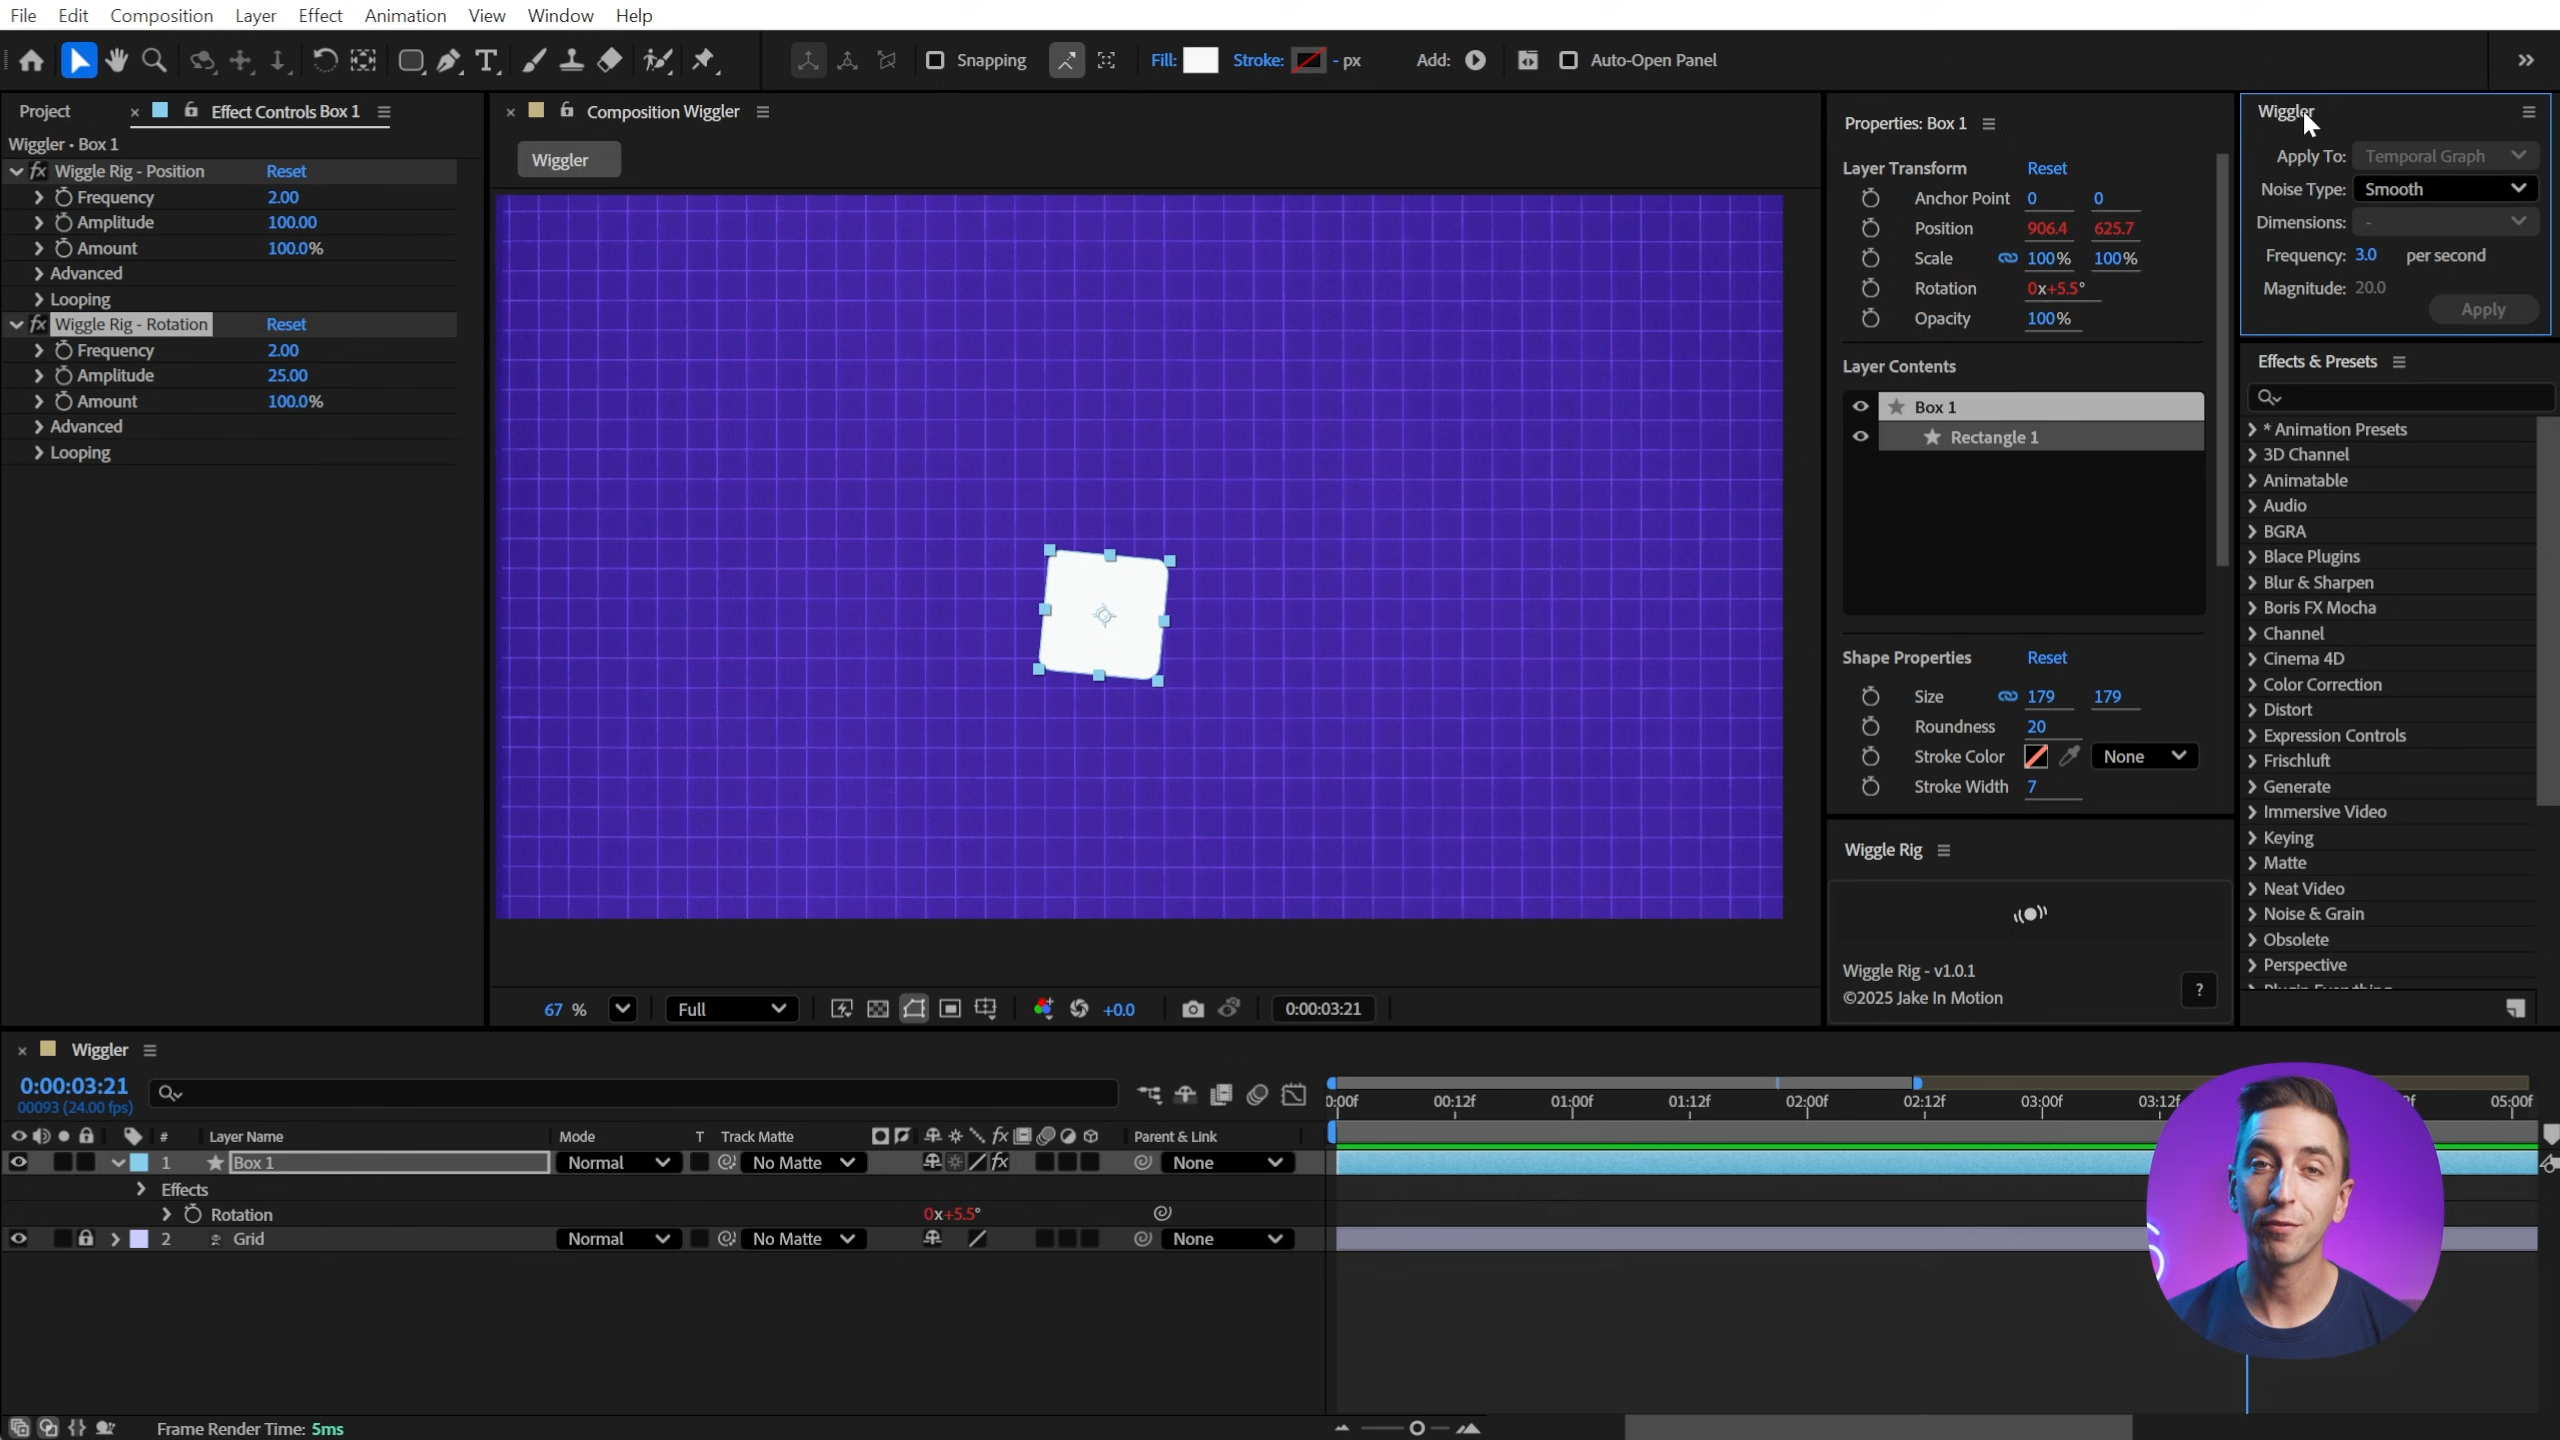 File Edit Composition Layer Effect Animation View Window Help
Snapping Fill: Stroke: - px Add: Auto-Open Panel
Project × Effect Controls Box 1
Wiggler • Box 1
fx Wiggle Rig - Position Reset
Frequency 2.00
Amplitude 100.00
Amount 100.0%
Advanced
Looping
fx Wiggle Rig - Rotation Reset
Frequency 2.00
Amplitude 25.00
Amount 100.0%
Advanced
Looping
× Composition Wiggler
Wiggler
67 % Full +0.0 0:00:03:21
Properties: Box 1
Layer Transform Reset
Anchor Point 0 0
Position 906.4 625.7
Scale 100% 100%
Rotation 0x+5.5°
Opacity 100%
Layer Contents
Box 1
Rectangle 1
Shape Properties Reset
Size 179 179
Roundness 20
Stroke Color None
Stroke Width 7
Wiggle Rig
Wiggle Rig - v1.0.1
©2025 Jake In Motion
?
Wiggler
Apply To: Temporal Graph
Noise Type: Smooth
Dimensions: -
Frequency: 3.0 per second
Magnitude: 20.0
Apply
Effects & Presets
* Animation Presets
3D Channel
Animatable
Audio
BGRA
Blace Plugins
Blur & Sharpen
Boris FX Mocha
Channel
Cinema 4D
Color Correction
Distort
Expression Controls
Frischluft
Generate
Immersive Video
Keying
Matte
Neat Video
Noise & Grain
Obsolete
Perspective
× Wiggler
0:00:03:21
00093 (24.00 fps)
0:00f 00:12f 01:00f 01:12f 02:00f 02:12f 03:00f 03:12f 05:00f
# Layer Name Mode T Track Matte fx Parent & Link
1 Box 1 Normal No Matte fx None
Effects
Rotation 0x+5.5°
2 Grid Normal No Matte None
Frame Render Time: 5ms